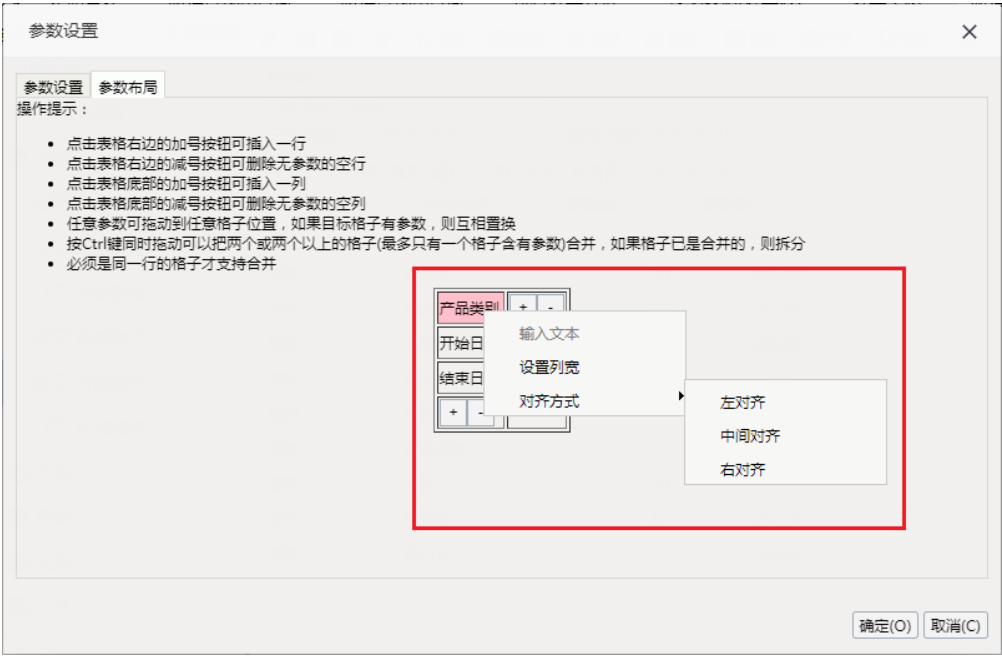 参数设置
参数设置 参数布局
操作提示：
点击表格右边的加号按钮可插入一行
点击表格右边的减号按钮可删除无参数的空行
点击表格底部的加号按钮可插入一列
点击表格底部的减号按钮可删除无参数的空列
任意参数可拖动到任意格子位置，如果目标格子有参数，则互相置换
按Ctrl键同时拖动可以把两个或两个以上的格子(最多只有一个格子含有参数)合并，如果格子已是合并的，则拆分
必须是同一行的格子才支持合并
产品类别 + -
输入文本
开始日
设置列宽
结束日
对齐方式
+ -
左对齐
中间对齐
右对齐
确定(O) 取消(C)